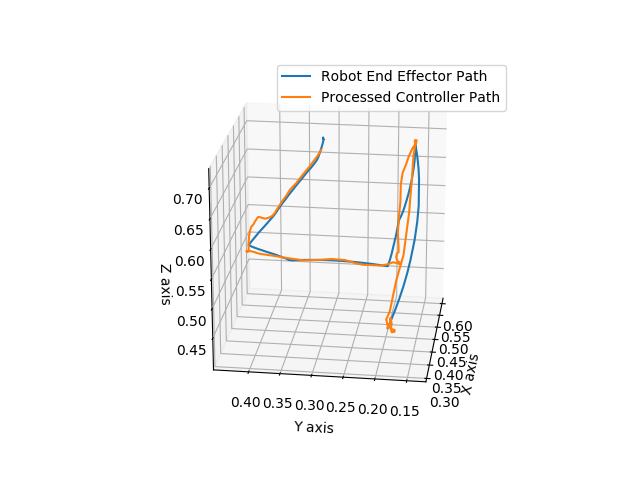 Robot End Effector Path
Processed Controller Path
0.70
0.65
0.60
0.55
0.50
0.45
Z axis
0.40 0.35 0.30 0.25 0.20 0.15
Y axis
0.60
0.55
0.50
0.45
0.40
0.35
0.30
X axis